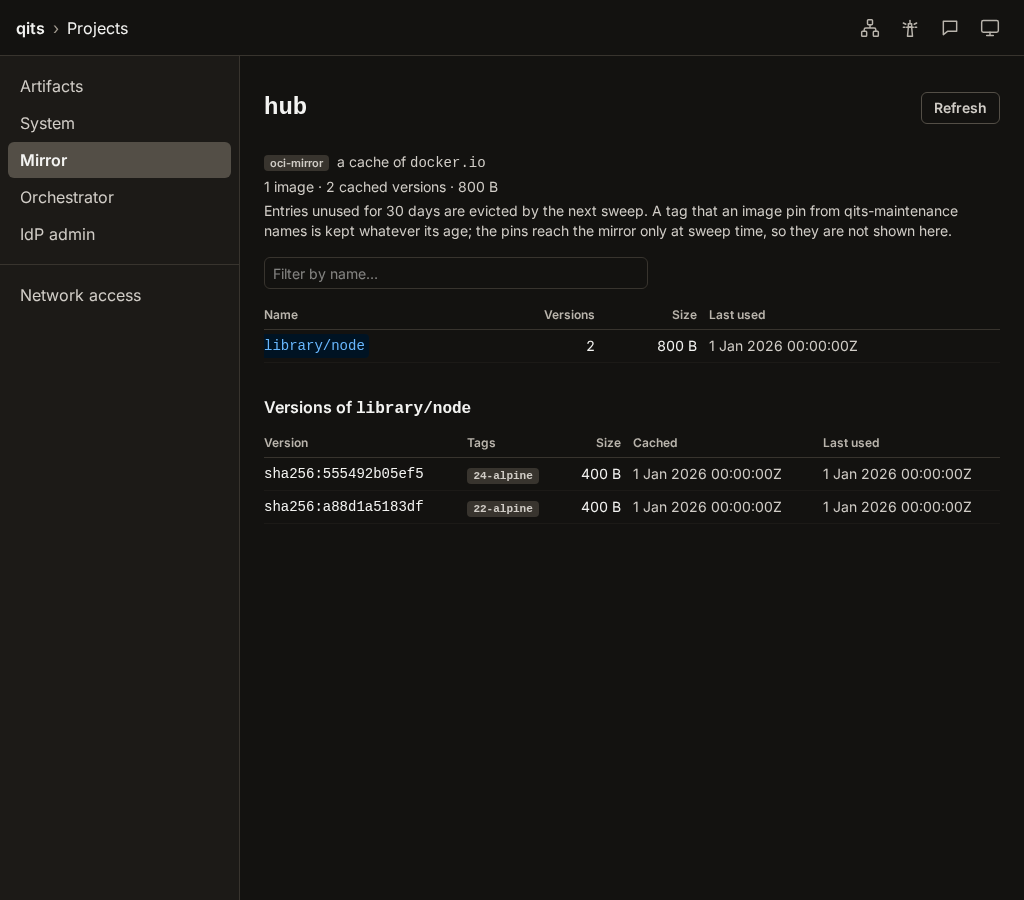 qits › Projects
Artifacts
System
Mirror
Orchestrator
IdP admin
Network access
hub
Refresh
oci-mirror a cache of docker.io
1 image · 2 cached versions · 800 B
Entries unused for 30 days are evicted by the next sweep. A tag that an image pin from qits-maintenance
names is kept whatever its age; the pins reach the mirror only at sweep time, so they are not shown here.
Filter by name...
Name Versions Size Last used
library/node 2 800 B 1 Jan 2026 00:00:00Z
Versions of library/node
Version Tags Size Cached Last used
sha256:555492b05ef5 24-alpine 400 B 1 Jan 2026 00:00:00Z 1 Jan 2026 00:00:00Z
sha256:a88d1a5183df 22-alpine 400 B 1 Jan 2026 00:00:00Z 1 Jan 2026 00:00:00Z